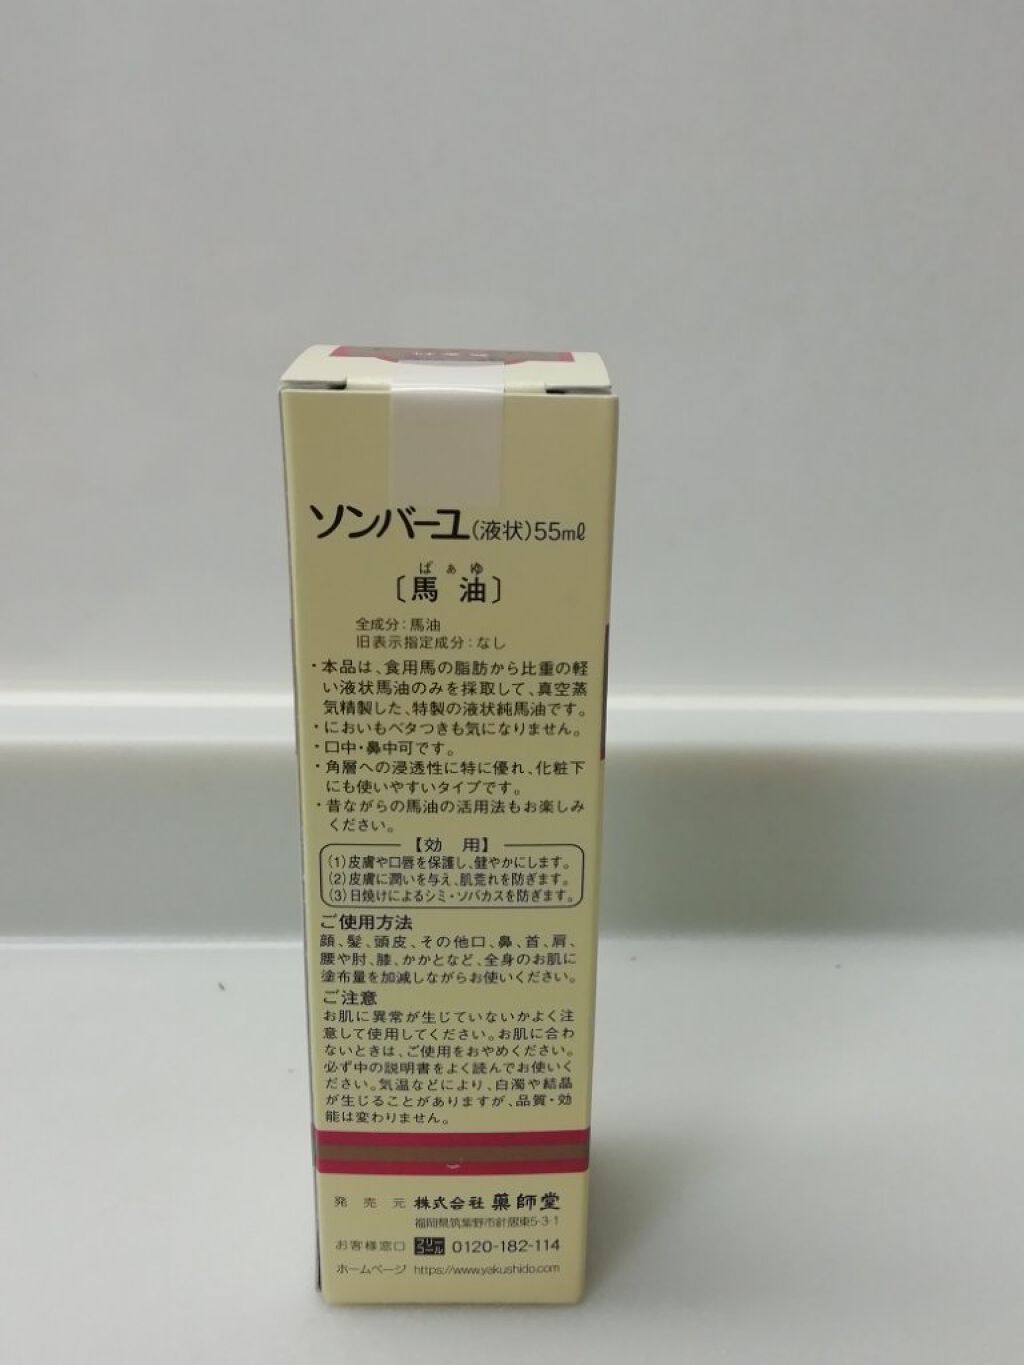 ソンバーユ(液状)55mℓ
ばぁゆ
〔馬油〕
全成分:馬油
旧表示指定成分:なし
・本品は、食用馬の脂肪から比重の軽
い液状馬油のみを採取して、真空蒸
気精製した、特製の液状純馬油です。
・においもベタつきも気になりません。
・口中・鼻中可です。
・角層への浸透性に特に優れ、化粧下
にも使いやすいタイプです。
・昔ながらの馬油の活用法もお楽しみ
ください。
【効 用】
(1)皮膚や口唇を保護し、健やかにします。
(2)皮膚に潤いを与え、肌荒れを防ぎます。
(3)日焼けによるシミ・ソバカスを防ぎます。
ご使用方法
顔、髪、頭皮、その他口、鼻、首、肩、
腰や肘、膝、かかとなど、全身のお肌に
塗布量を加減しながらお使いください。
ご注意
お肌に異常が生じていないかよく注
意して使用してください。お肌に合わ
ないときは、ご使用をおやめください。
必ず中の説明書をよく読んでお使いく
ださい。気温などにより、白濁や結晶
が生じることがありますが、品質・効
能は変わりません。
発売元 株式会社 薬師堂
福岡県筑紫野市針摺東5-3-1
お客様窓口 フリーコール 0120-182-114
ホームページ https://www.yakushido.com